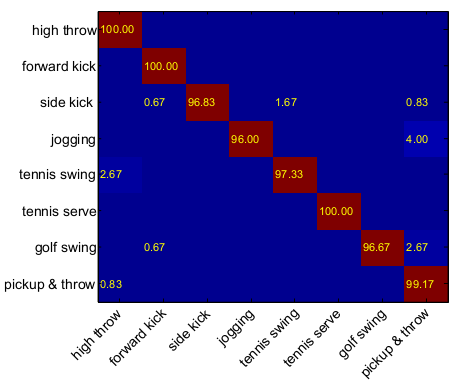 high throw 100.00
forward kick 100.00
side kick 0.67 96.83 1.67 0.83
jogging 96.00 4.00
tennis swing 2.67 97.33
tennis serve 100.00
golf swing 0.67 96.67 2.67
pickup & throw 0.83 99.17
high throw
forward kick
side kick
jogging
tennis swing
tennis serve
golf swing
pickup & throw